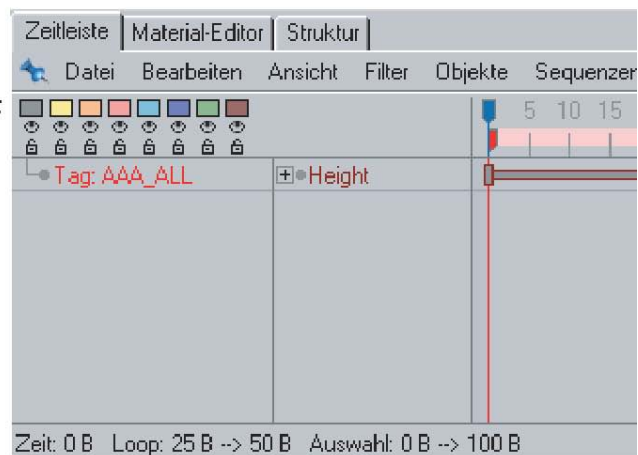 Zeitleiste Material-Editor Struktur
Datei Bearbeiten Ansicht Filter Objekte Sequenzen
5 10 15
Tag: AAA_ALL Height
Zeit: 0 B Loop: 25 B --> 50 B Auswahl: 0 B --> 100 B